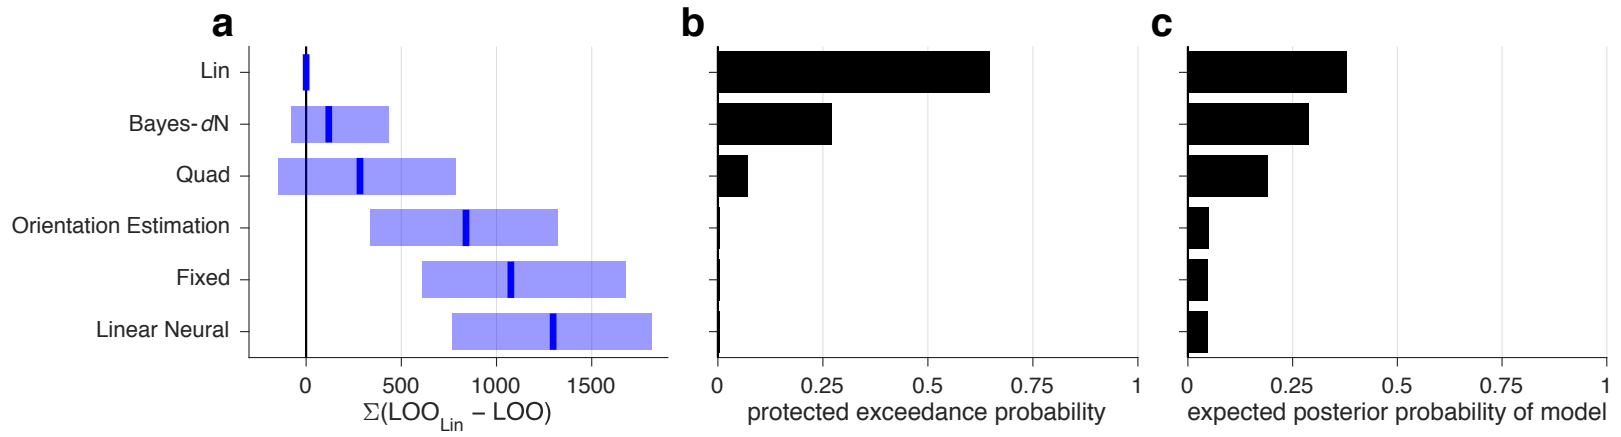 a
Lin
Bayes-dN
Quad
Orientation Estimation
Fixed
Linear Neural
0 500 1000 1500
Σ(LOO_Lin – LOO)
b
0 0.25 0.5 0.75 1
protected exceedance probability
c
0 0.25 0.5 0.75 1
expected posterior probability of model